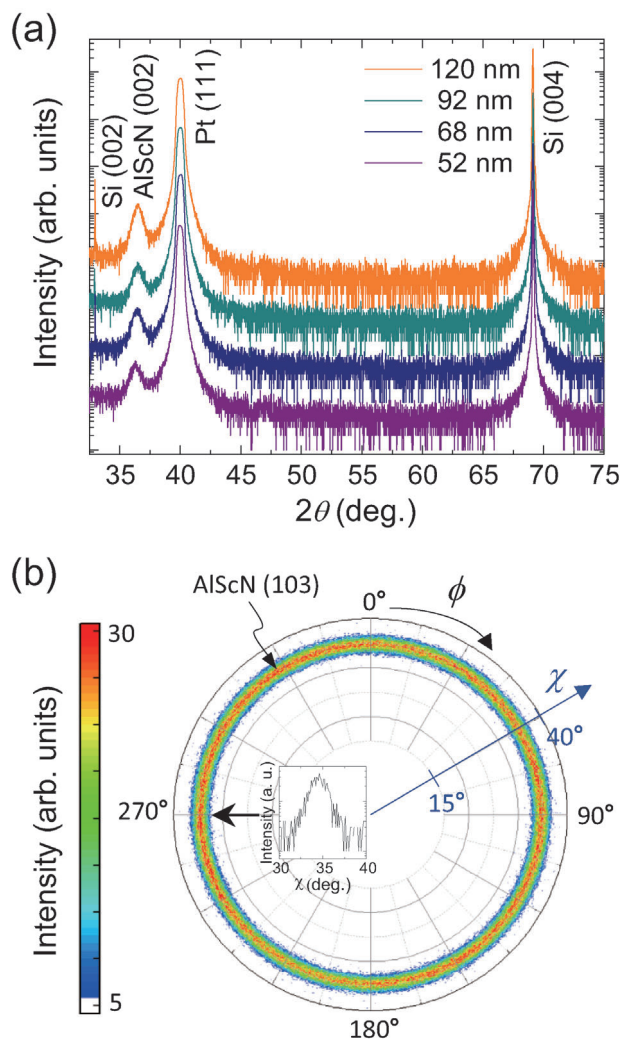 (a)
Si (002)
AlScN (002)
Pt (111)
120 nm
92 nm
68 nm
52 nm
Si (004)
Intensity (arb. units)
35 40 45 50 55 60 65 70 75
2θ (deg.)
(b)
AlScN (103)
0°
ϕ
30
χ
40°
15°
Intensity (arb. units)
270°
90°
Intensity (a. u.)
30 35 40
χ (deg.)
5
180°